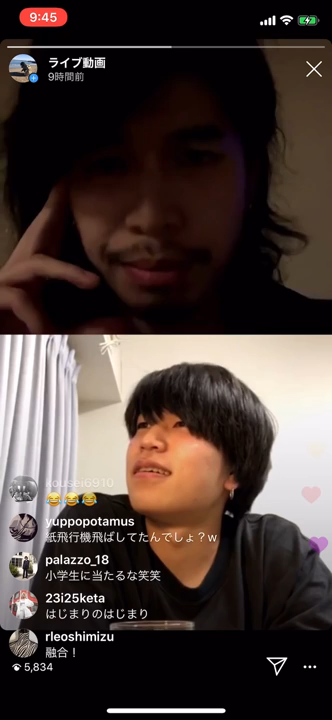 9:45
ライブ動画
9時間前
kousei6910
😂😂😂
yuppopotamus
紙飛行機飛ばしてたんでしょ？w
palazzo_18
小学生に当たるな笑笑
23i25keta
はじまりのはじまり
rleoshimizu
融合！
5,834